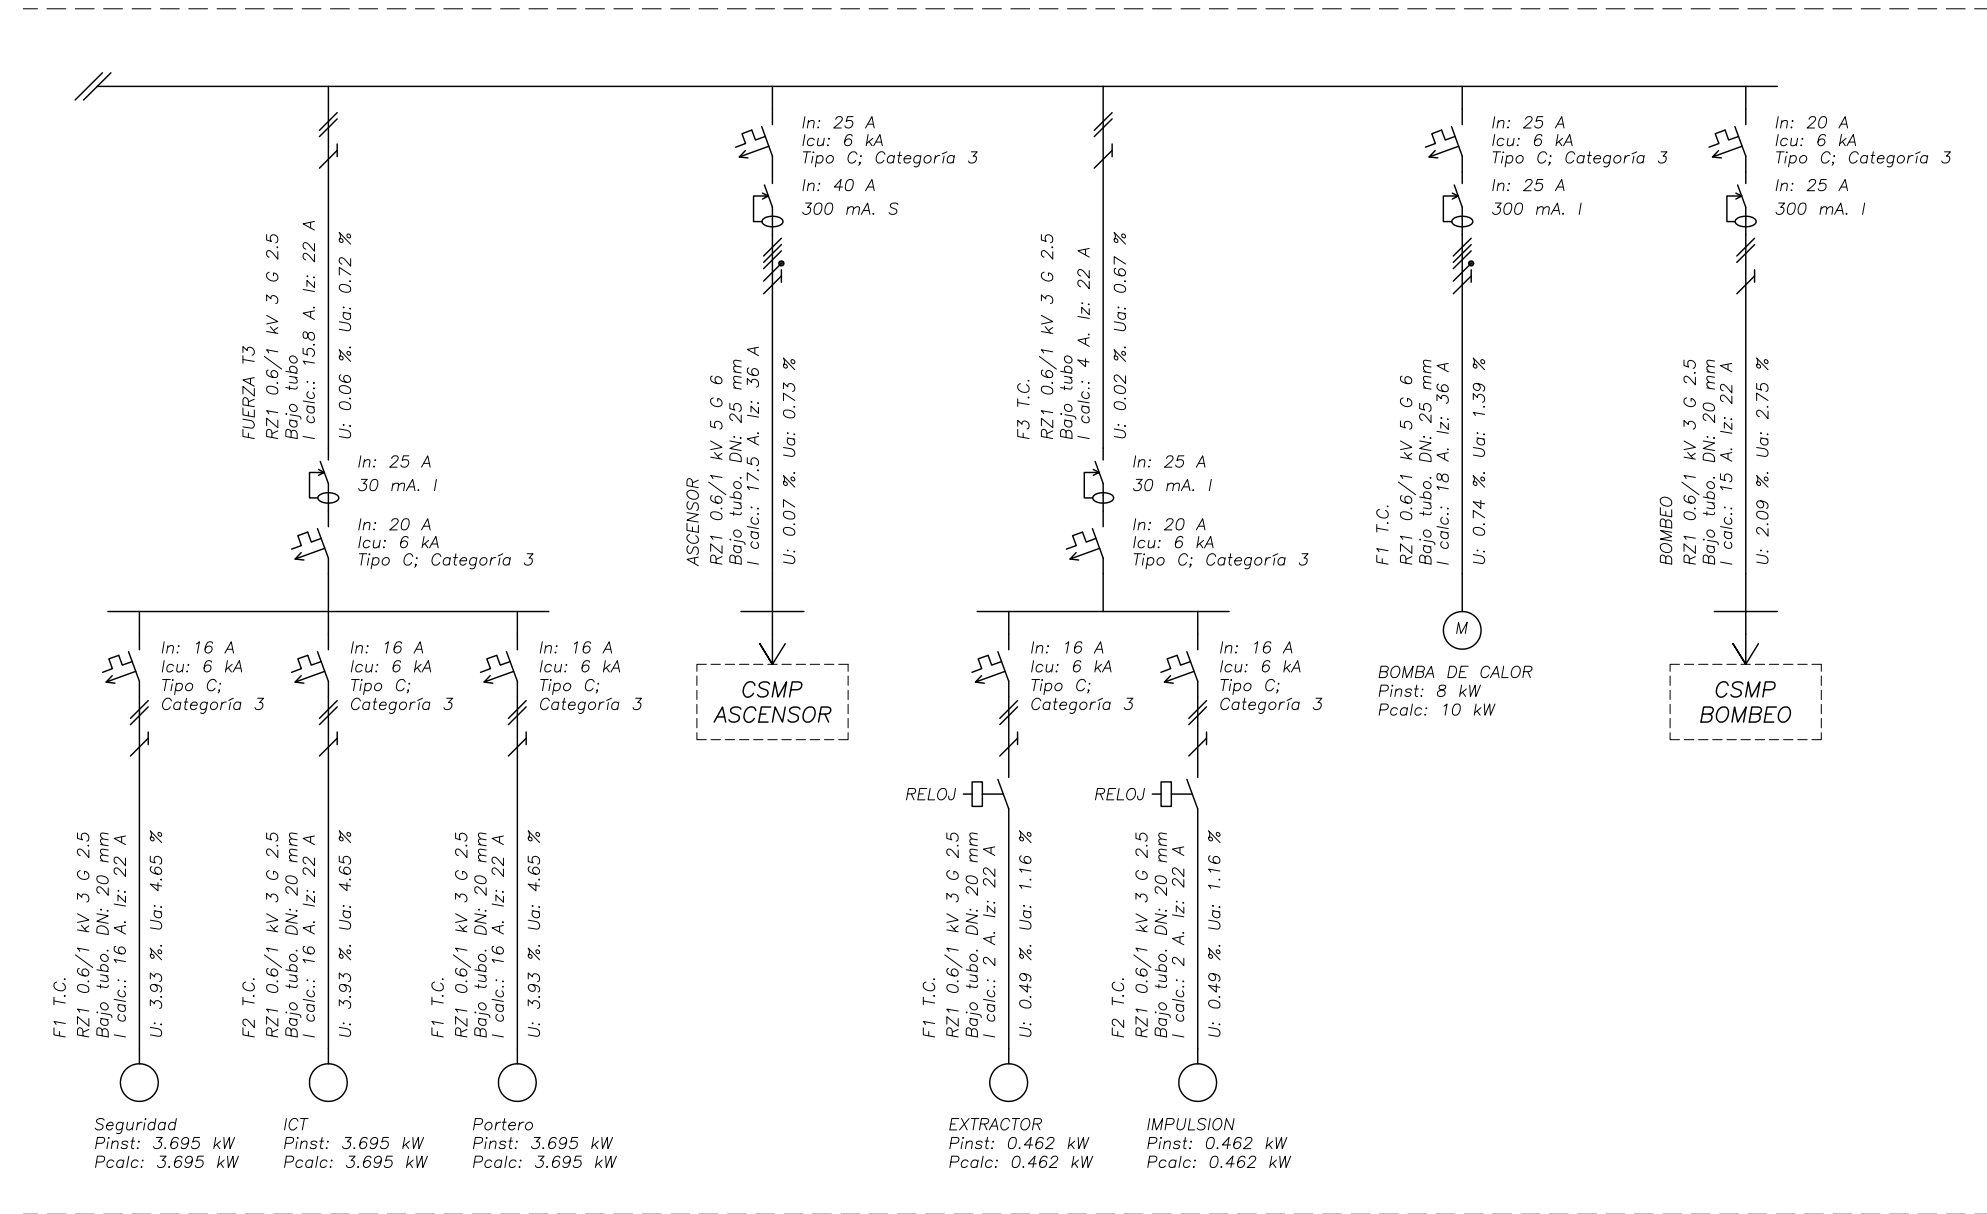 FUERZA T3
RZ1 0.6/1 kV 3 G 2.5
Bajo tubo
I calc.: 15.8 A. Iz: 22 A
U: 0.06 %. Ua: 0.72 %
In: 25 A
30 mA. I
In: 20 A
Icu: 6 kA
Tipo C; Categoría 3
In: 25 A
Icu: 6 kA
Tipo C; Categoría 3
In: 40 A
300 mA. S
ASCENSOR
RZ1 0.6/1 kV 5 G 6
Bajo tubo. DN: 25 mm
I calc.: 17.5 A. Iz: 36 A
U: 0.07 %. Ua: 0.73 %
CSMP
ASCENSOR
F3 T.C.
RZ1 0.6/1 kV 3 G 2.5
Bajo tubo
I calc.: 4 A. Iz: 22 A
U: 0.02 %. Ua: 0.67 %
In: 25 A
30 mA. I
In: 20 A
Icu: 6 kA
Tipo C; Categoría 3
In: 25 A
Icu: 6 kA
Tipo C; Categoría 3
In: 25 A
300 mA. I
F1 T.C.
RZ1 0.6/1 kV 5 G 6
Bajo tubo. DN: 25 mm
I calc.: 18 A. Iz: 36 A
U: 0.74 %. Ua: 1.39 %
M
BOMBA DE CALOR
Pinst: 8 kW
Pcalc: 10 kW
In: 20 A
Icu: 6 kA
Tipo C; Categoría 3
In: 25 A
300 mA. I
BOMBEO
RZ1 0.6/1 kV 3 G 2.5
Bajo tubo. DN: 20 mm
I calc.: 15 A. Iz: 22 A
U: 2.09 %. Ua: 2.75 %
CSMP
BOMBEO
In: 16 A
Icu: 6 kA
Tipo C;
Categoría 3
F1 T.C.
RZ1 0.6/1 kV 3 G 2.5
Bajo tubo. DN: 20 mm
I calc.: 16 A. Iz: 22 A
U: 3.93 %. Ua: 4.65 %
Seguridad
Pinst: 3.695 kW
Pcalc: 3.695 kW
In: 16 A
Icu: 6 kA
Tipo C;
Categoría 3
F2 T.C.
RZ1 0.6/1 kV 3 G 2.5
Bajo tubo. DN: 20 mm
I calc.: 16 A. Iz: 22 A
U: 3.93 %. Ua: 4.65 %
ICT
Pinst: 3.695 kW
Pcalc: 3.695 kW
In: 16 A
Icu: 6 kA
Tipo C;
Categoría 3
F1 T.C.
RZ1 0.6/1 kV 3 G 2.5
Bajo tubo. DN: 20 mm
I calc.: 16 A. Iz: 22 A
U: 3.93 %. Ua: 4.65 %
Portero
Pinst: 3.695 kW
Pcalc: 3.695 kW
In: 16 A
Icu: 6 kA
Tipo C;
Categoría 3
RELOJ
F1 T.C.
RZ1 0.6/1 kV 3 G 2.5
Bajo tubo. DN: 20 mm
I calc.: 2 A. Iz: 22 A
U: 0.49 %. Ua: 1.16 %
EXTRACTOR
Pinst: 0.462 kW
Pcalc: 0.462 kW
In: 16 A
Icu: 6 kA
Tipo C;
Categoría 3
RELOJ
F2 T.C.
RZ1 0.6/1 kV 3 G 2.5
Bajo tubo. DN: 20 mm
I calc.: 2 A. Iz: 22 A
U: 0.49 %. Ua: 1.16 %
IMPULSION
Pinst: 0.462 kW
Pcalc: 0.462 kW